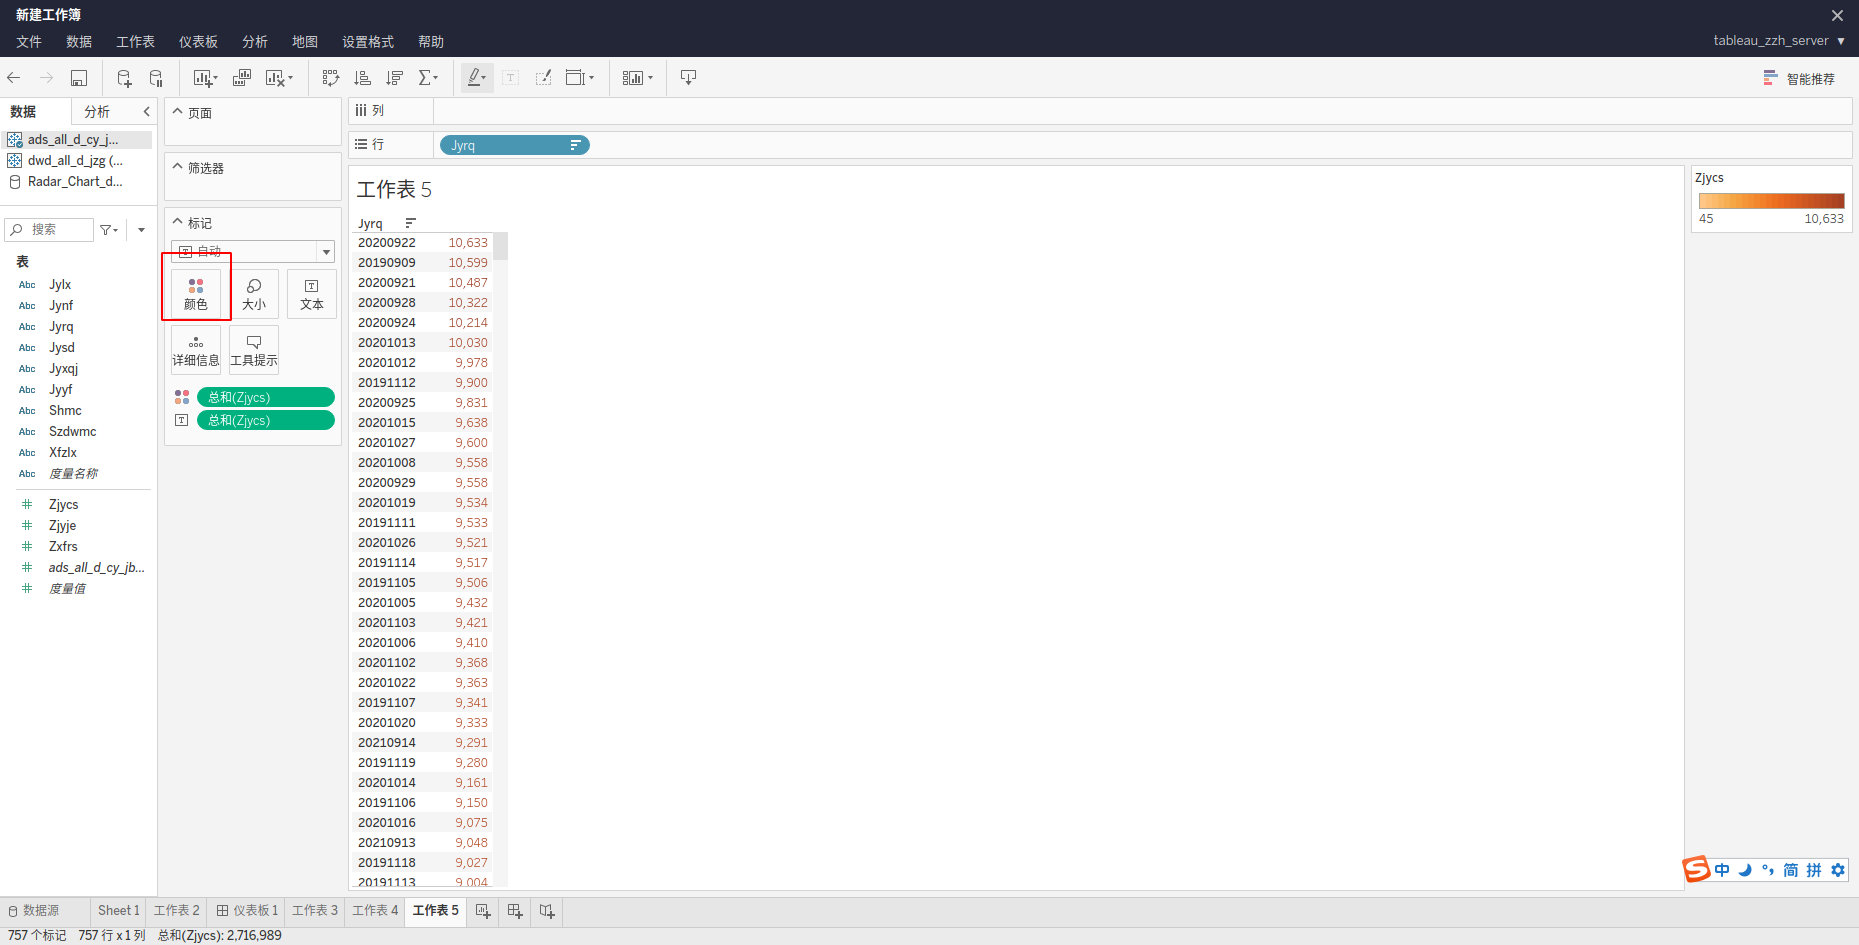 新建工作簿
文件 数据 工作表 仪表板 分析 地图 设置格式 帮助
tableau_zzh_server
智能推荐
数据 分析
ads_all_d_cy_j...
dwd_all_d_jzg (...
Radar_Chart_d...
搜索
表
Abc Jylx
Abc Jynf
Abc Jyrq
Abc Jysd
Abc Jyxqj
Abc Jyyf
Abc Shmc
Abc Szdwmc
Abc Xfzlx
Abc 度量名称
Zjycs
Zjyje
Zxfrs
ads_all_d_cy_jb...
度量值
页面
筛选器
标记
T 自动
颜色 大小 T 文本
详细信息 工具提示
总和(Zjycs)
T 总和(Zjycs)
列
行 Jyrq
工作表 5
Jyrq
20200922 10,633
20190909 10,599
20200921 10,487
20200928 10,322
20200924 10,214
20201013 10,030
20201012 9,978
20191112 9,900
20200925 9,831
20201015 9,638
20201027 9,600
20201008 9,558
20200929 9,558
20201019 9,534
20191111 9,533
20201026 9,521
20191114 9,517
20191105 9,506
20201005 9,432
20201103 9,421
20201006 9,410
20201102 9,368
20201022 9,363
20191107 9,341
20201020 9,333
20210914 9,291
20191119 9,280
20201014 9,161
20191106 9,150
20201016 9,075
20210913 9,048
20191118 9,027
20191113 9,004
Zjycs
45 10,633
S 中 简 拼
数据源 Sheet 1 工作表 2 仪表板 1 工作表 3 工作表 4 工作表 5
757 个标记 757 行 x 1 列 总和(Zjycs): 2,716,989